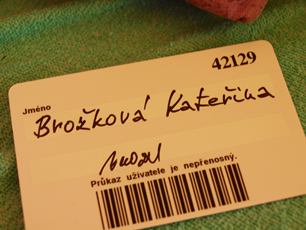 42129
Jméno
Brožková Kateřina
Průkaz uživatele je nepřenosný.